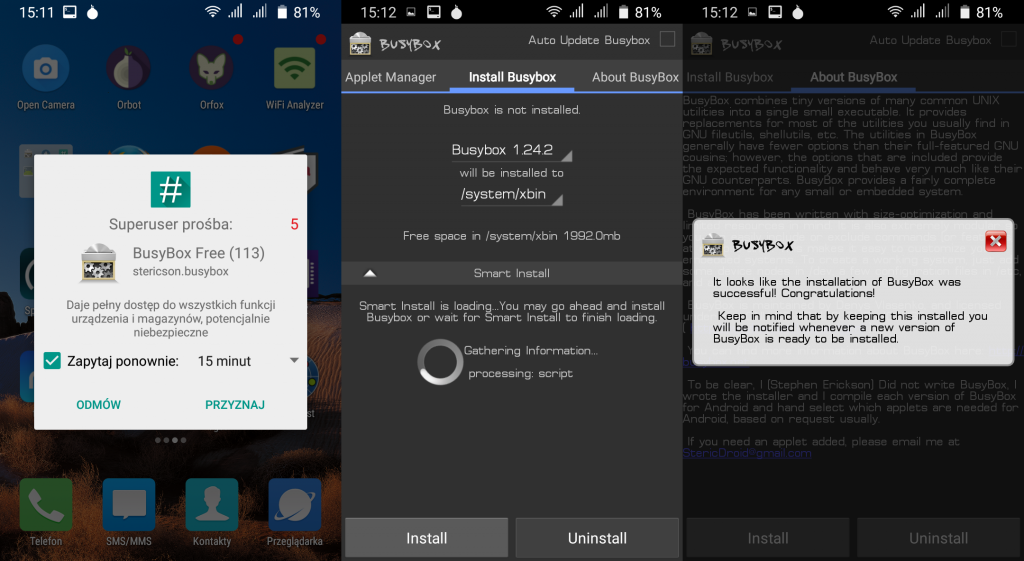 15:11
81%
Open Camera
Orbot
Orfox
WiFi Analyzer
#
Superuser prośba:
5
BusyBox Free (113)
stericson.busybox
Daje pełny dostęp do wszystkich funkcji
urządzenia i magazynów, potencjalnie
niebezpieczne
Zapytaj ponownie:
15 minut
ODMÓW
PRZYZNAJ
Telefon
SMS/MMS
Kontakty
Przeglądarka
15:12
81%
BUSYBOX
Auto Update Busybox
Applet Manager
Install Busybox
About BusyBox
Busybox is not installed.
Busybox 1.24.2
will be installed to
/system/xbin
Free space in /system/xbin 1992.0mb
Smart Install
Smart Install is loading...You may go ahead and install
Busybox or wait for Smart Install to finish loading.
Gathering Information...
processing: script
Install
Uninstall
15:12
81%
BUSYBOX
Auto Update Busybox
Install Busybox
About BusyBox
BusyBox combines tiny versions of many common UNIX
utilities into a single small executable. It provides
replacements for most of the utilities you usually find in
GNU fileutils, shellutils, etc. The utilities in BusyBox
generally have fewer options than their full-featured GNU
cousins; however, the options that are included provide
the expected functionality and behave very much like their
GNU counterparts. BusyBox provides a fairly complete
environment for any small or embedded system.
BusyBox has been written with size-optimization and
BUSYBOX
It looks like the installation of BusyBox was
successful! Congratulations!
Keep in mind that by keeping this installed you
will be notified whenever a new version of
BusyBox is ready to be installed.
To be clear, I [Stephen Erickson] Did not write BusyBox, I
wrote the installer and I compile each version of BusyBox
for Android and hand select which applets are needed for
Android, based on request usually.
If you need an applet added, please email me at
StericDroid@gmail.com
Install
Uninstall